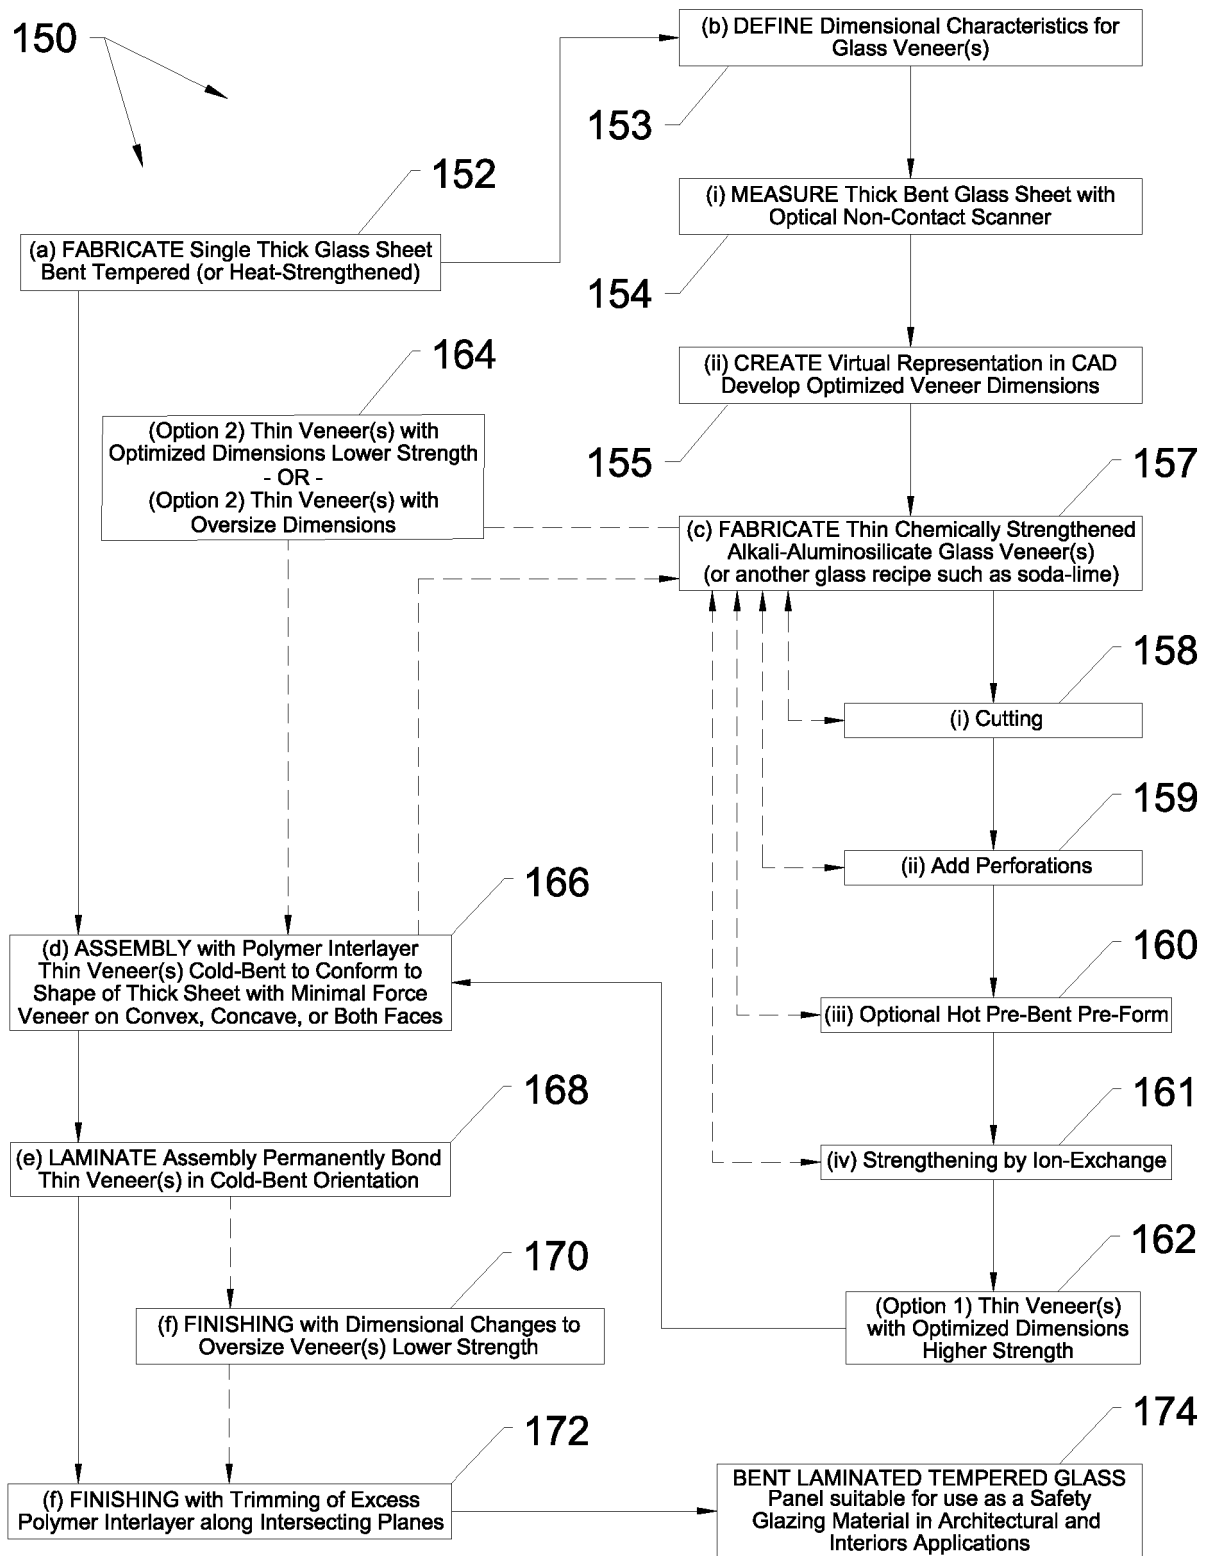 150
(b) DEFINE Dimensional Characteristics for
Glass Veneer(s)
153
152
(a) FABRICATE Single Thick Glass Sheet
Bent Tempered (or Heat-Strengthened)
(i) MEASURE Thick Bent Glass Sheet with
Optical Non-Contact Scanner
154
164
(Option 2) Thin Veneer(s) with
Optimized Dimensions Lower Strength
- OR -
(Option 2) Thin Veneer(s) with
Oversize Dimensions
(ii) CREATE Virtual Representation in CAD
Develop Optimized Veneer Dimensions
155
157
(c) FABRICATE Thin Chemically Strengthened
Alkali-Aluminosilicate Glass Veneer(s)
(or another glass recipe such as soda-lime)
158
(i) Cutting
159
(ii) Add Perforations
166
(d) ASSEMBLY with Polymer Interlayer
Thin Veneer(s) Cold-Bent to Conform to
Shape of Thick Sheet with Minimal Force
Veneer on Convex, Concave, or Both Faces
160
(iii) Optional Hot Pre-Bent Pre-Form
168
(e) LAMINATE Assembly Permanently Bond
Thin Veneer(s) in Cold-Bent Orientation
161
(iv) Strengthening by Ion-Exchange
170
(f) FINISHING with Dimensional Changes to
Oversize Veneer(s) Lower Strength
162
(Option 1) Thin Veneer(s)
with Optimized Dimensions
Higher Strength
172
(f) FINISHING with Trimming of Excess
Polymer Interlayer along Intersecting Planes
174
BENT LAMINATED TEMPERED GLASS
Panel suitable for use as a Safety
Glazing Material in Architectural and
Interiors Applications